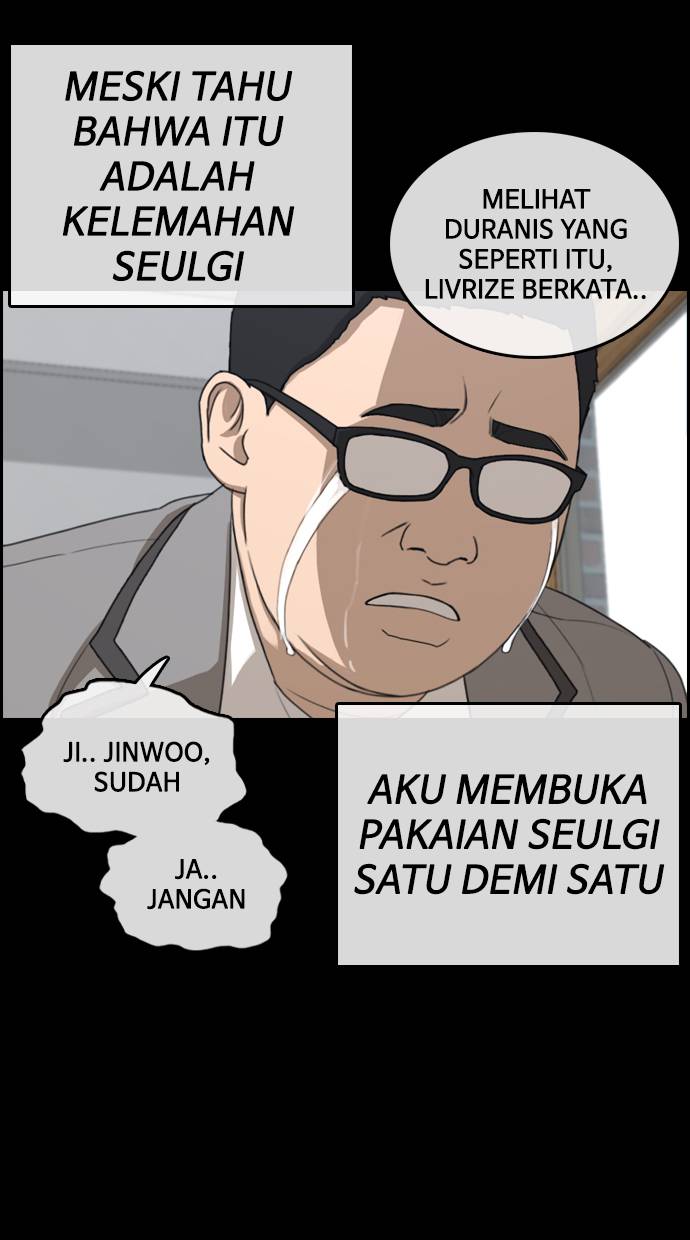 MESKI TAHU
BAHWA ITU
ADALAH
KELEMAHAN
SEULGI
MELIHAT
DURANIS YANG
SEPERTI ITU,
LIVRIZE BERKATA..
JI.. JINWOO,
SUDAH
JA..
JANGAN
AKU MEMBUKA
PAKAIAN SEULGI
SATU DEMI SATU